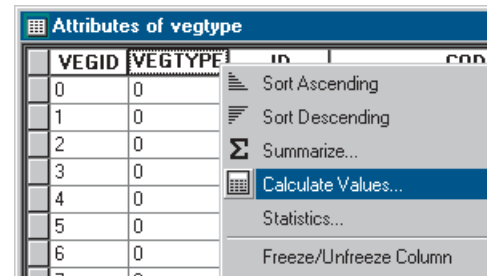 Attributes of vegtype
VEGID VEGTYPE ID
0 0
1 0
2 0
3 0
4 0
5 0
6 0
Sort Ascending
Sort Descending
Σ Summarize...
Calculate Values...
Statistics...
Freeze/Unfreeze Column